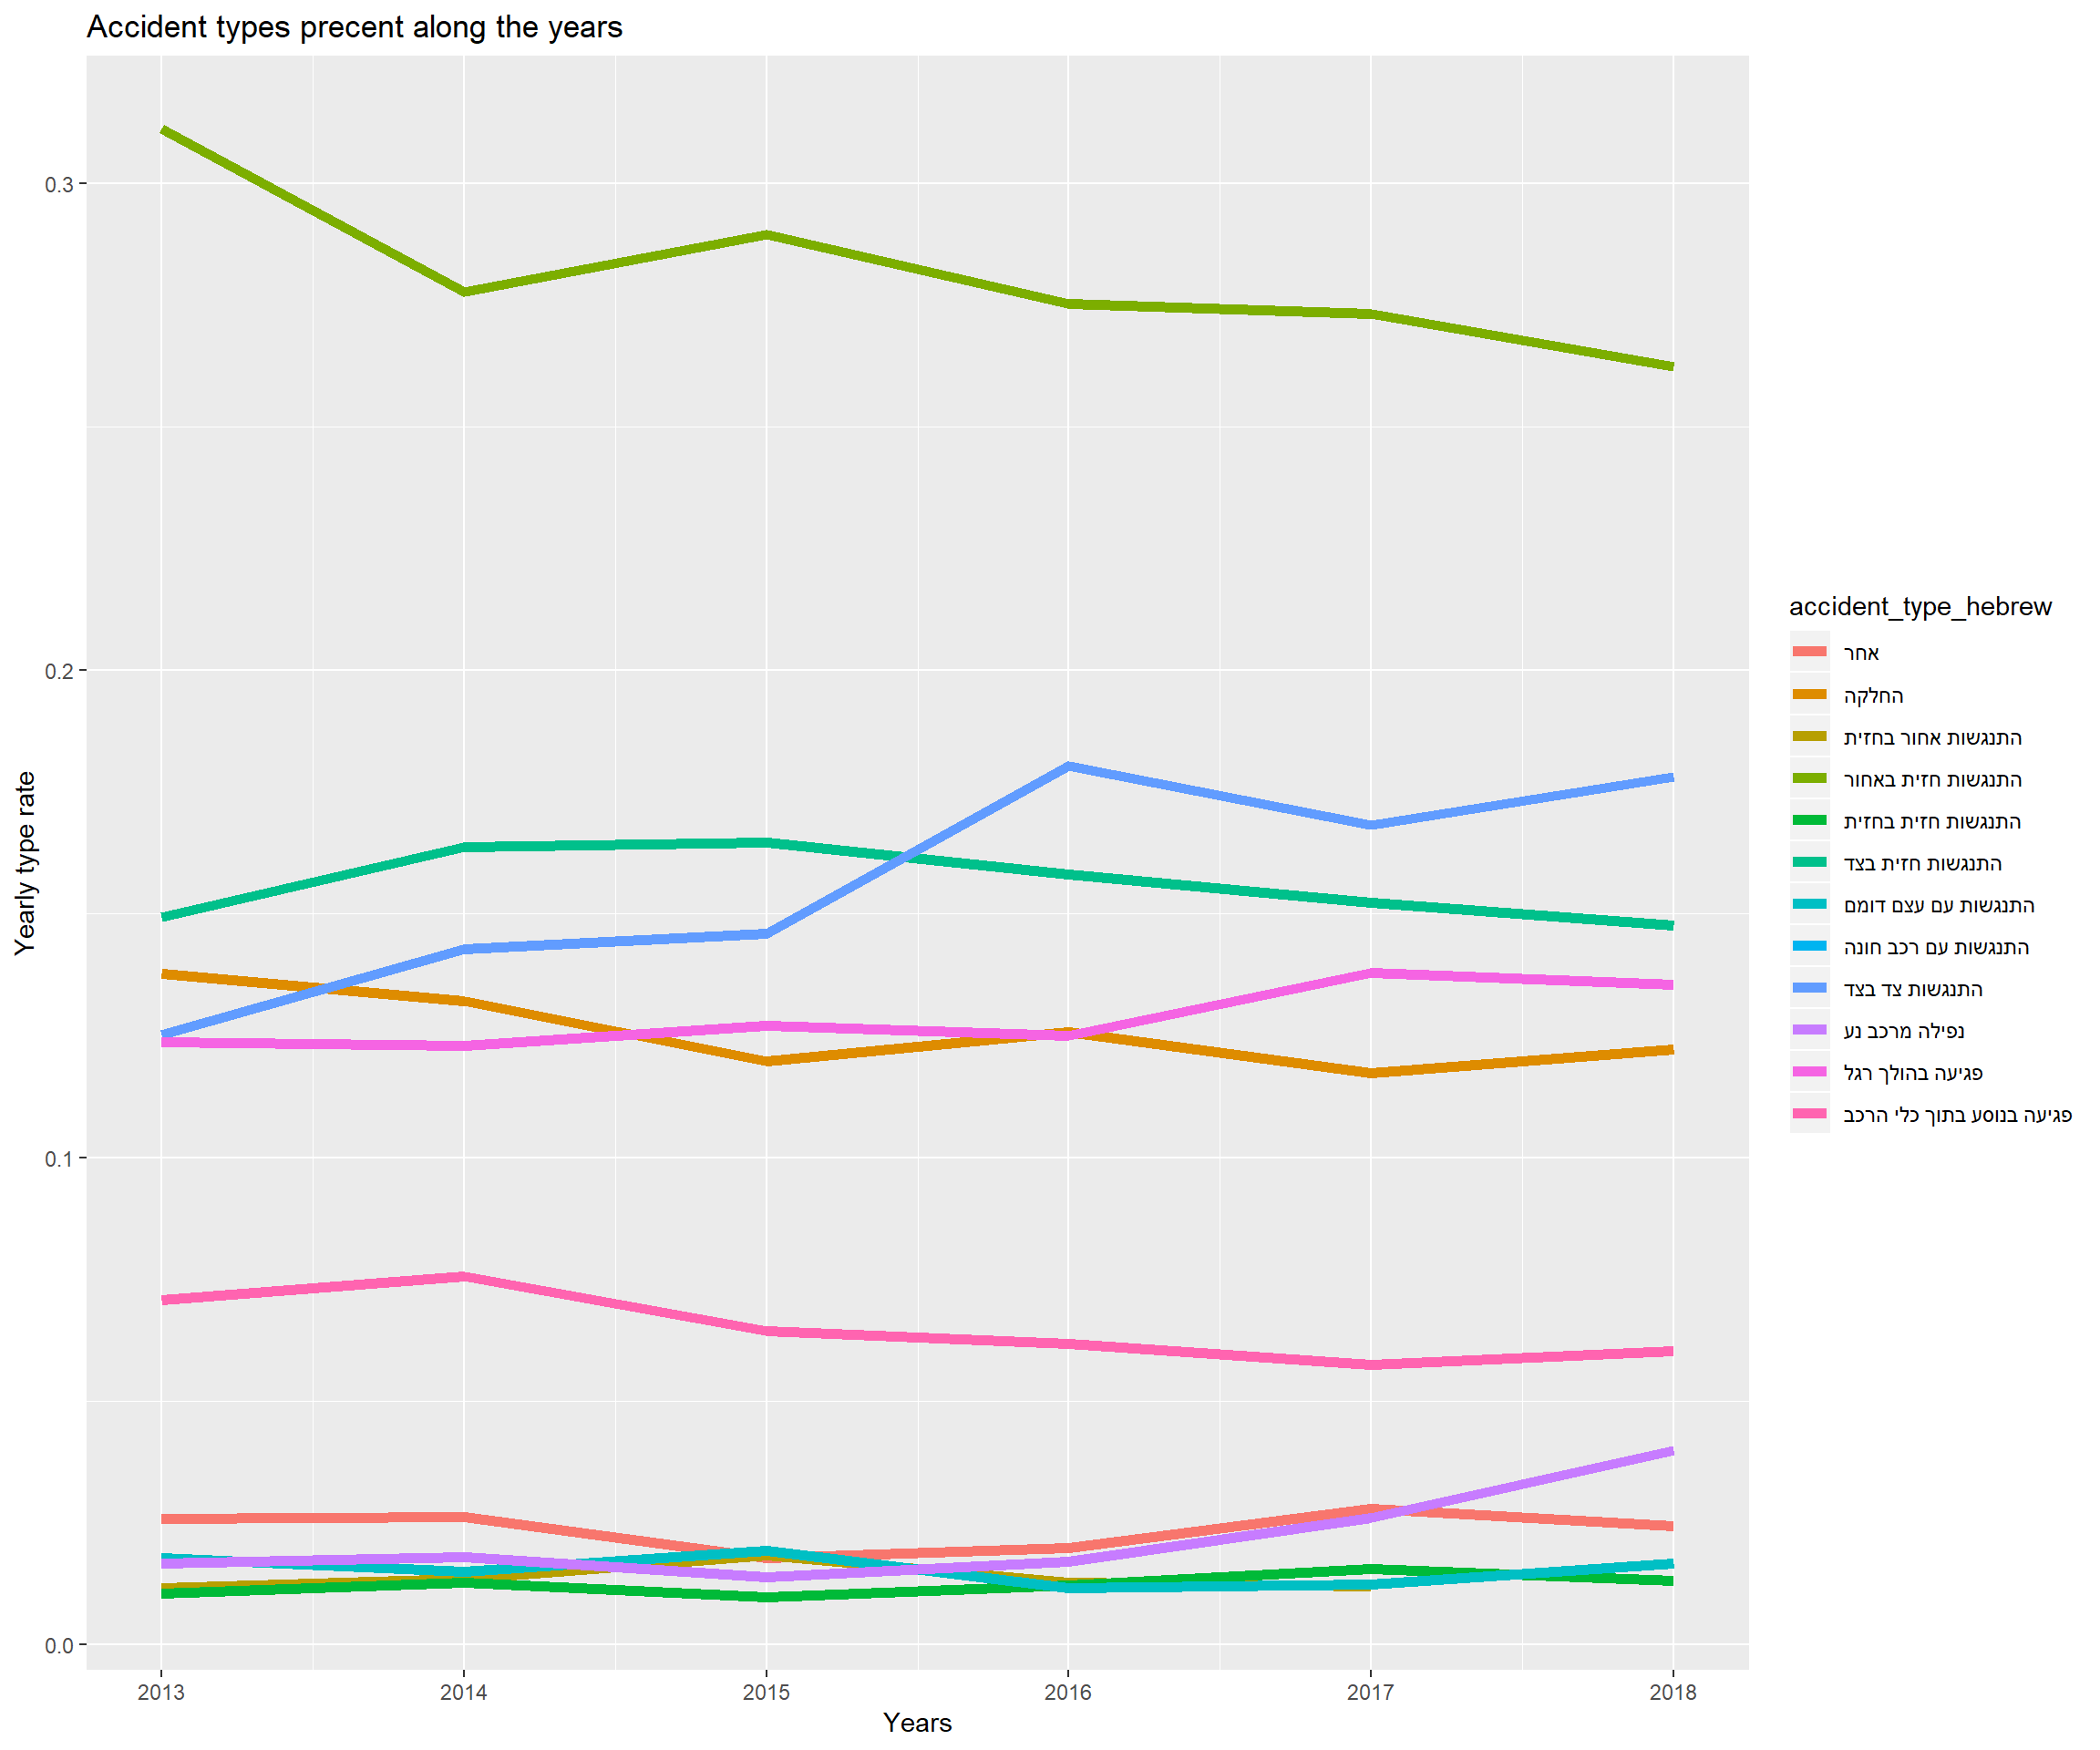 Accident types precent along the years
0.3
0.2
0.1
0.0
Yearly type rate
2013 2014 2015 2016 2017 2018
Years
accident_type_hebrew
אחר
החלקה
התנגשות אחור בחזית
התנגשות חזית באחור
התנגשות חזית בחזית
התנגשות חזית בצד
התנגשות עם עצם דומם
התנגשות עם רכב חונה
התנגשות צד בצד
נפילה מרכב נע
פגיעה בהולך רגל
פגיעה בנוסע בתוך כלי הרכב